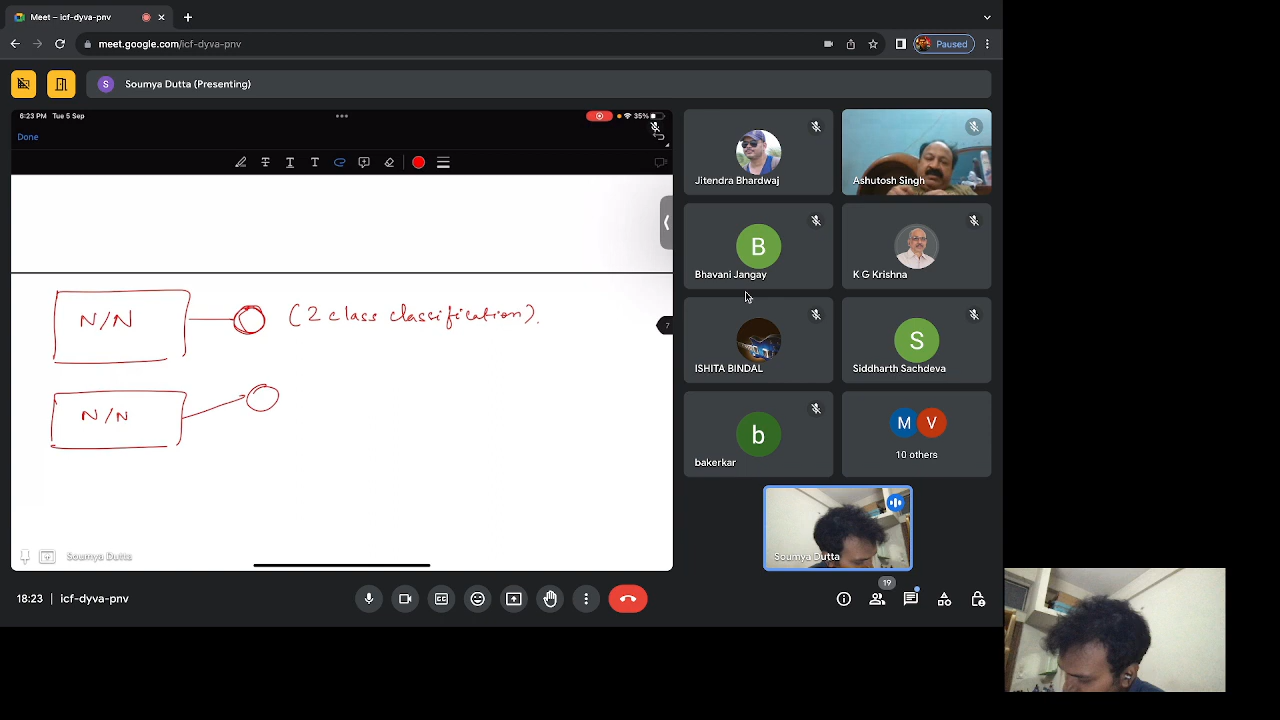 Meet – icf-dyva-pnv
meet.google.com/icf-dyva-pnv
Paused
S
Soumya Dutta (Presenting)
6:23 PM Tue 5 Sep
35%
Done
T T T
7
N/N
(2 class classification).
N/N
Soumya Dutta
Jitendra Bhardwaj
Ashutosh Singh
B
Bhavani Jangay
K G Krishna
ISHITA BINDAL
S
Siddharth Sachdeva
b
bakerkar
M V
10 others
Soumya Dutta
18:23 | icf-dyva-pnv
CC
19